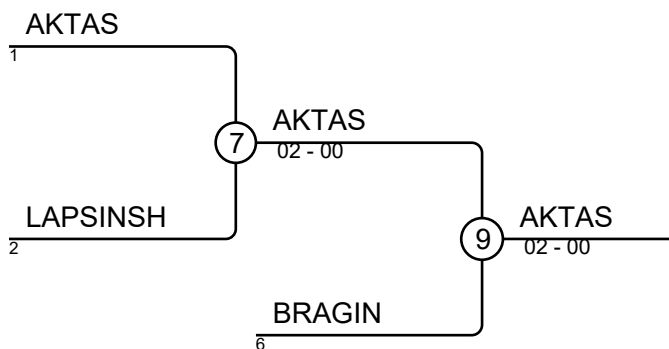 AKTAS
1
7
AKTAS
02 - 00
LAPSINSH
2
9
AKTAS
02 - 00
BRAGIN
6